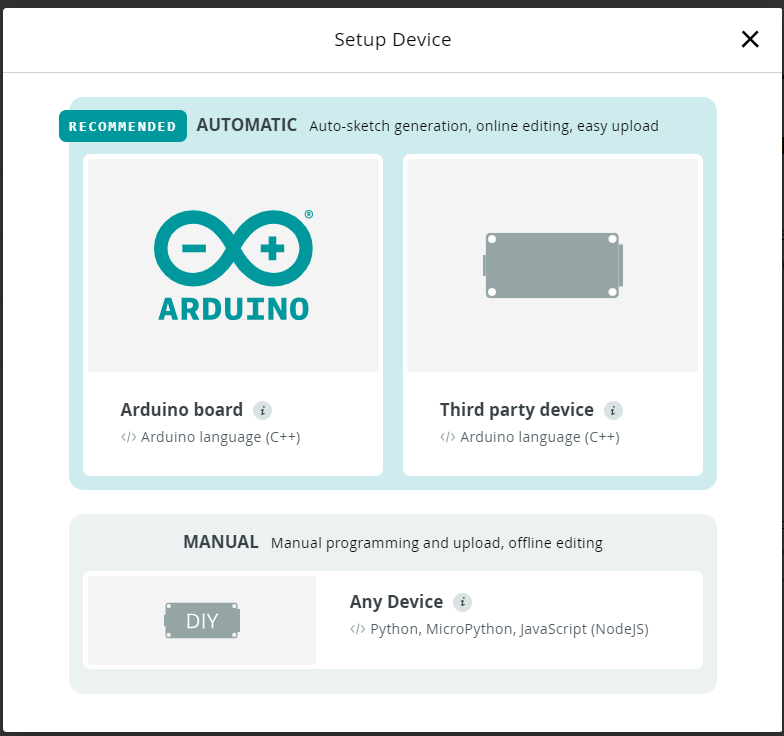 Setup Device
RECOMMENDED AUTOMATIC Auto-sketch generation, online editing, easy upload
®
ARDUINO
Arduino board i
</> Arduino language (C++)
Third party device i
</> Arduino language (C++)
MANUAL Manual programming and upload, offline editing
DIY
Any Device i
</> Python, MicroPython, JavaScript (NodeJS)